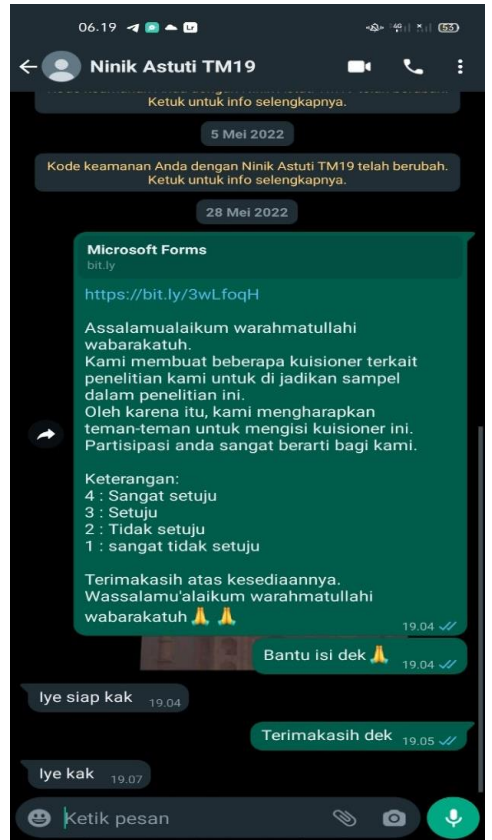 06.19
53
Ninik Astuti TM19
Ketuk untuk info selengkapnya.
5 Mei 2022
Kode keamanan Anda dengan Ninik Astuti TM19 telah berubah.
Ketuk untuk info selengkapnya.
28 Mei 2022
Microsoft Forms
bit.ly
https://bit.ly/3wLfoqH
Assalamualaikum warahmatullahi
wabarakatuh.
Kami membuat beberapa kuisioner terkait
penelitian kami untuk di jadikan sampel
dalam penelitian ini.
Oleh karena itu, kami mengharapkan
teman-teman untuk mengisi kuisioner ini.
Partisipasi anda sangat berarti bagi kami.
Keterangan:
4 : Sangat setuju
3 : Setuju
2 : Tidak setuju
1 : sangat tidak setuju
Terimakasih atas kesediaannya.
Wassalamu'alaikum warahmatullahi
wabarakatuh 🙏 🙏
19.04
Bantu isi dek 🙏 19.04
Iye siap kak 19.04
Terimakasih dek 19.05
Iye kak 19.07
Ketik pesan